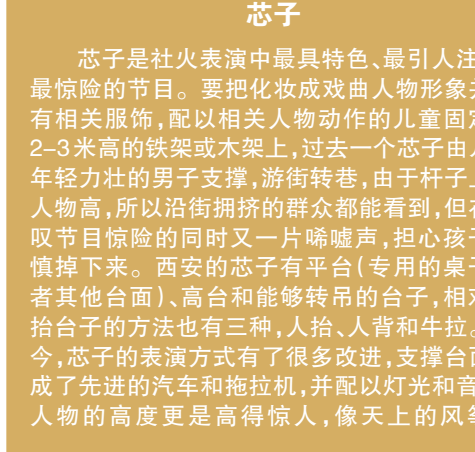 芯子
芯子是社火表演中最具特色、最引人注
最惊险的节目。要把化妆成戏曲人物形象
有相关服饰,配以相关人物动作的儿童固
2-3米高的铁架或木架上,过去一个芯子由
年轻力壮的男子支撑,游街转巷,由于杆子
人物高,所以沿街拥挤的群众都能看到,但
叹节目惊险的同时又一片唏嘘声,担心孩
慎掉下来。西安的芯子有平台(专用的桌
者其他台面)、高台和能够转吊的台子,相
抬台子的方法也有三种,人抬、人背和牛拉。
今,芯子的表演方式有了很多改进,支撑台
成了先进的汽车和拖拉机,并配以灯光和音
人物的高度更是高得惊人,像天上的风